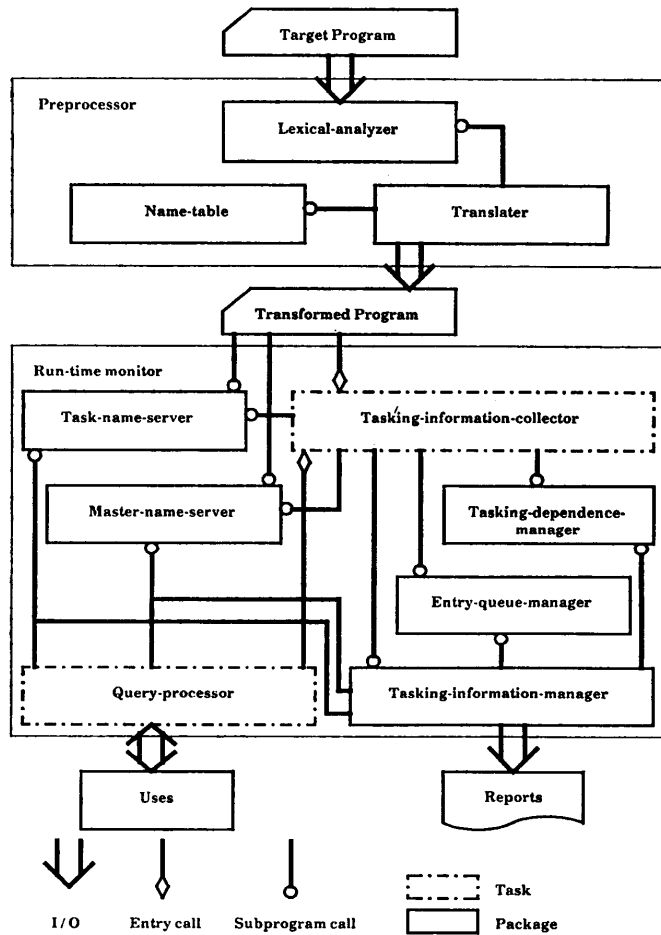 Target Program
Preprocessor
Lexical-analyzer
Name-table
Translater
Transformed Program
Run-time monitor
Task-name-server
Tasking-information-collector
Master-name-server
Tasking-dependence-
manager
Entry-queue-manager
Query-processor
Tasking-information-manager
Uses
Reports
I / O
Entry call
Subprogram call
Task
Package